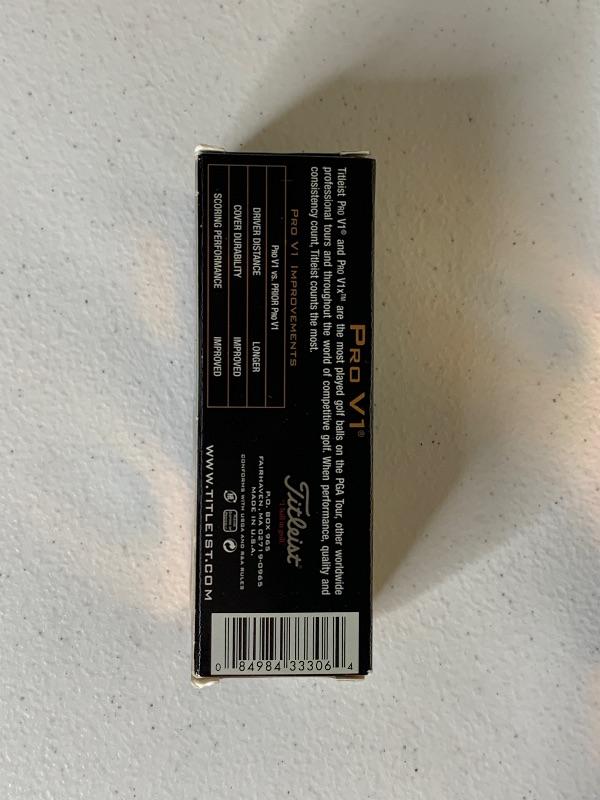 PRO V1®
Titleist PRO V1® and PRO V1x™ are the most played golf balls on the PGA Tour, other worldwide
professional tours and throughout the world of competitive golf. When performance, quality and
consistency count, Titleist counts the most.
PRO V1 IMPROVEMENTS
PRO V1 vs. PRIOR PRO V1
DRIVER DISTANCE LONGER
COVER DURABILITY IMPROVED
SCORING PERFORMANCE IMPROVED
Titleist®
#1 ball in golf®
P.O. BOX 965
FAIRHAVEN, MA 02719-0965
MADE IN U.S.A.
CONFORMS WITH USGA AND R&A RULES
WWW.TITLEIST.COM
0 84984 33306 4